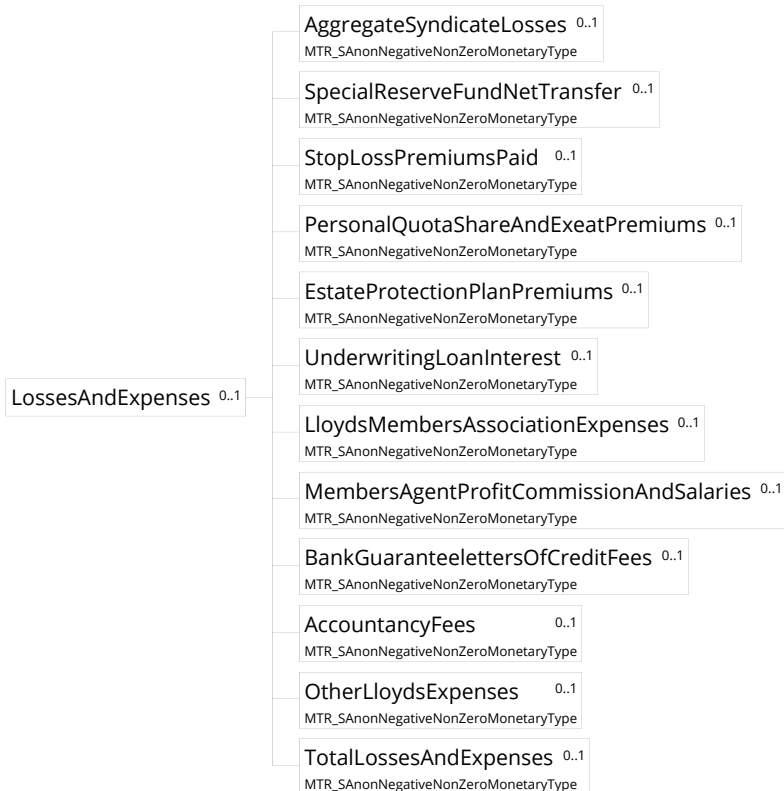 AggregateSyndicateLosses 0..1
MTR_SAnonNegativeNonZeroMonetaryType
SpecialReserveFundNetTransfer 0..1
MTR_SAnonNegativeNonZeroMonetaryType
StopLossPremiumsPaid 0..1
MTR_SAnonNegativeNonZeroMonetaryType
PersonalQuotaShareAndExeatPremiums 0..1
MTR_SAnonNegativeNonZeroMonetaryType
EstateProtectionPlanPremiums 0..1
MTR_SAnonNegativeNonZeroMonetaryType
UnderwritingLoanInterest 0..1
MTR_SAnonNegativeNonZeroMonetaryType
LossesAndExpenses 0..1
LloydsMembersAssociationExpenses 0..1
MTR_SAnonNegativeNonZeroMonetaryType
MembersAgentProfitCommissionAndSalaries 0..1
MTR_SAnonNegativeNonZeroMonetaryType
BankGuaranteelettersOfCreditFees 0..1
MTR_SAnonNegativeNonZeroMonetaryType
AccountancyFees 0..1
MTR_SAnonNegativeNonZeroMonetaryType
OtherLloydsExpenses 0..1
MTR_SAnonNegativeNonZeroMonetaryType
TotalLossesAndExpenses 0..1
MTR_SAnonNegativeNonZeroMonetaryType